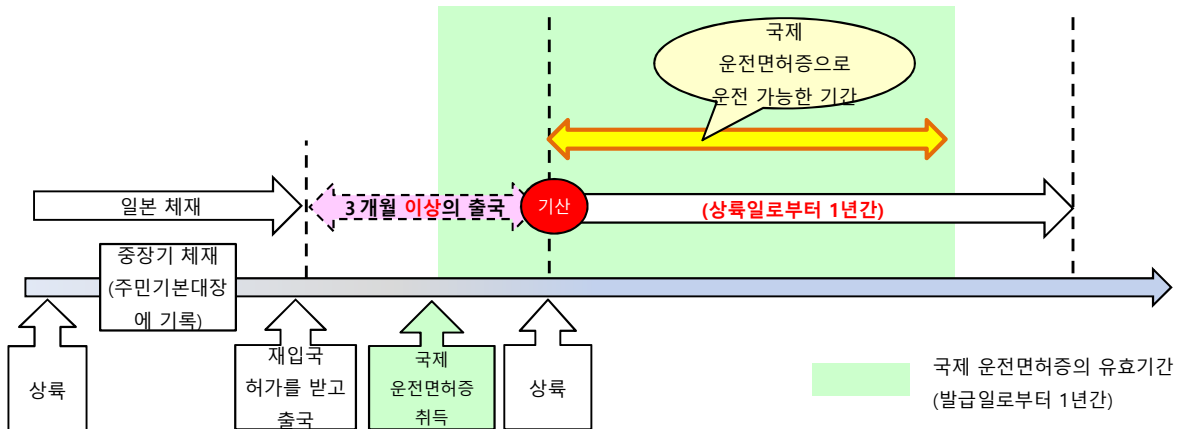 국제
운전면허증으로
운전 가능한 기간
일본 체재
3개월 이상의 출국
기산
(상륙일로부터 1년간)
중장기 체재
(주민기본대장
에 기록)
상륙
재입국
허가를 받고
출국
국제
운전면허증
취득
상륙
국제 운전면허증의 유효기간
(발급일로부터 1년간)